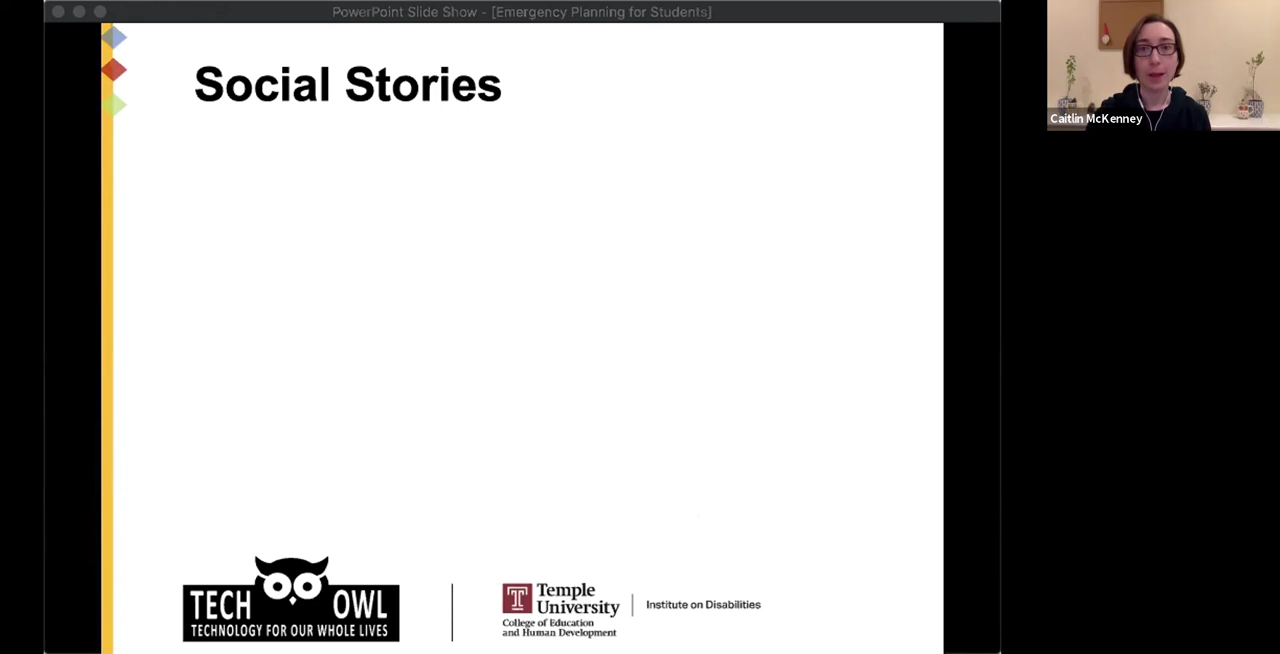 PowerPoint Slide Show - [Emergency Planning for Students]
Social Stories
Caitlin McKenney
TECH OWL
TECHNOLOGY FOR OUR WHOLE LIVES
T
Temple
University
College of Education
and Human Development
Institute on Disabilities